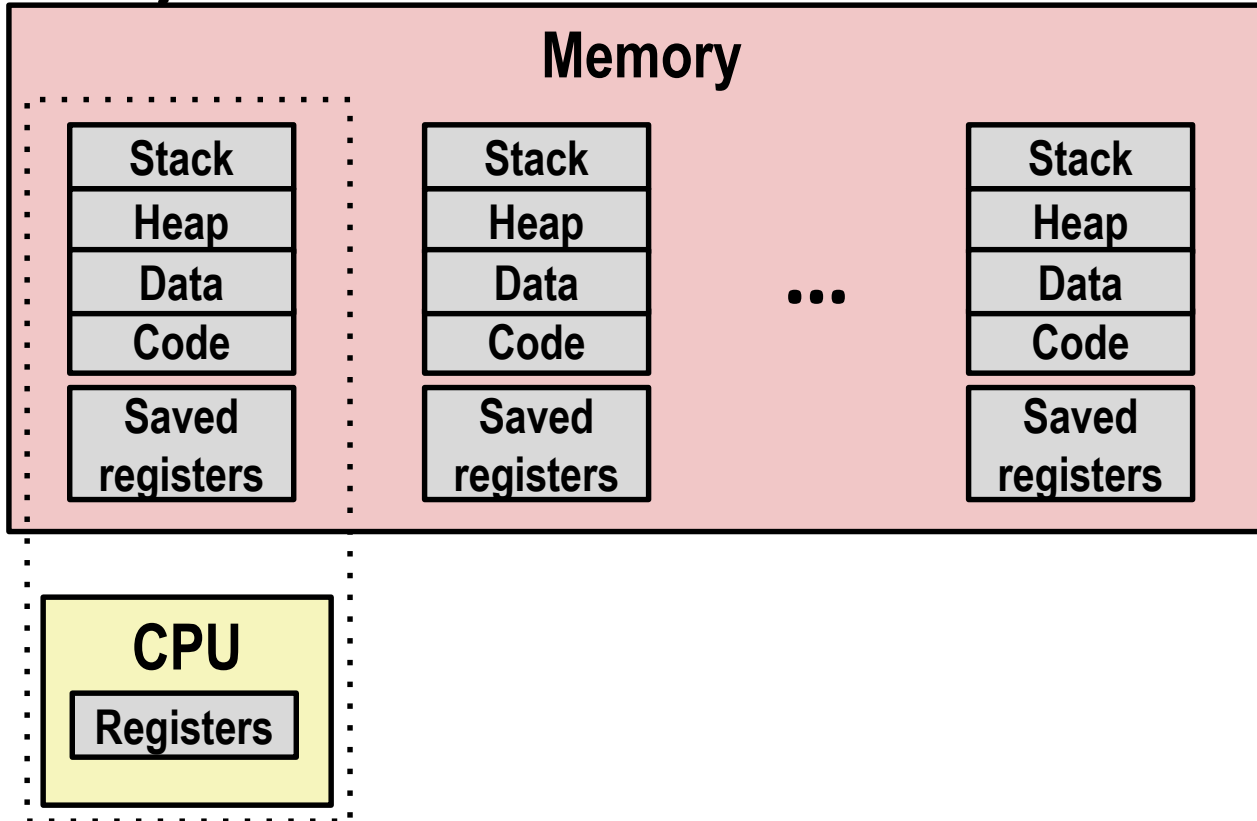 Memory
Stack
Heap
Data
Code
Saved
registers
Stack
Heap
Data
Code
Saved
registers
...
Stack
Heap
Data
Code
Saved
registers
CPU
Registers